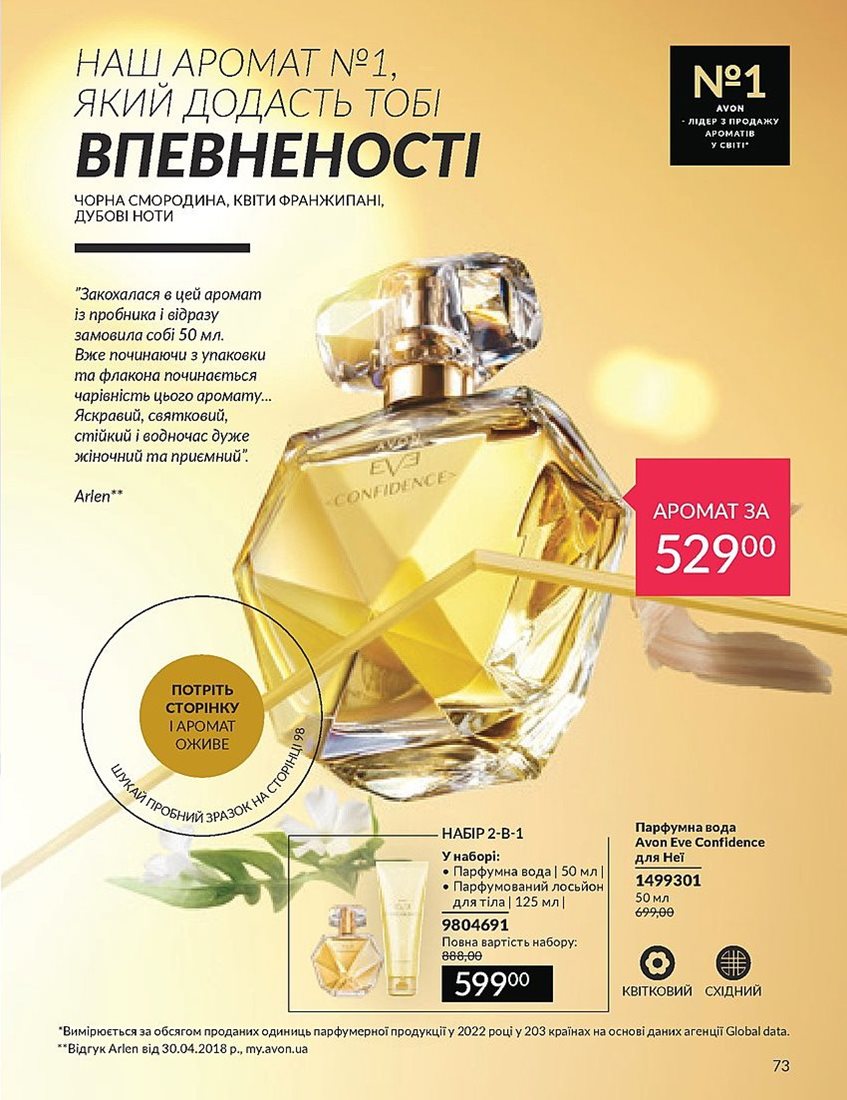 НАШ АРОМАТ №1,
ЯКИЙ ДОДАСТЬ ТОБІ
ВПЕВНЕНОСТІ
ЧОРНА СМОРОДИНА, КВІТИ ФРАНЖИПАНІ,
ДУБОВІ НОТИ
№1
AVON
- ЛІДЕР З ПРОДАЖУ
АРОМАТІВ
У СВІТІ*
"Закохалася в цей аромат
із пробника і відразу
замовила собі 50 мл.
Вже починаючи з упаковки
та флакона починається
чарівність цього аромату...
Яскравий, святковий,
стійкий і водночас дуже
жіночний та приємний".
Arlen**
AVON
EVE
<CONFIDENCE>
АРОМАТ ЗА
529⁰⁰
ПОТРІТЬ
СТОРІНКУ
І АРОМАТ
ОЖИВЕ
ШУКАЙ ПРОБНИЙ ЗРАЗОК НА СТОРІНЦІ 98
НАБІР 2-В-1
У наборі:
• Парфумна вода | 50 мл |
• Парфумований лосьйон
для тіла | 125 мл |
9804691
Повна вартість набору:
888,00
599⁰⁰
Парфумна вода
Avon Eve Confidence
для Неї
1499301
50 мл
699,00
КВІТКОВИЙ СХІДНИЙ
*Вимірюється за обсягом проданих одиниць парфумерної продукції у 2022 році у 203 країнах на основі даних агенції Global data.
**Відгук Arlen від 30.04.2018 р., my.avon.ua
73